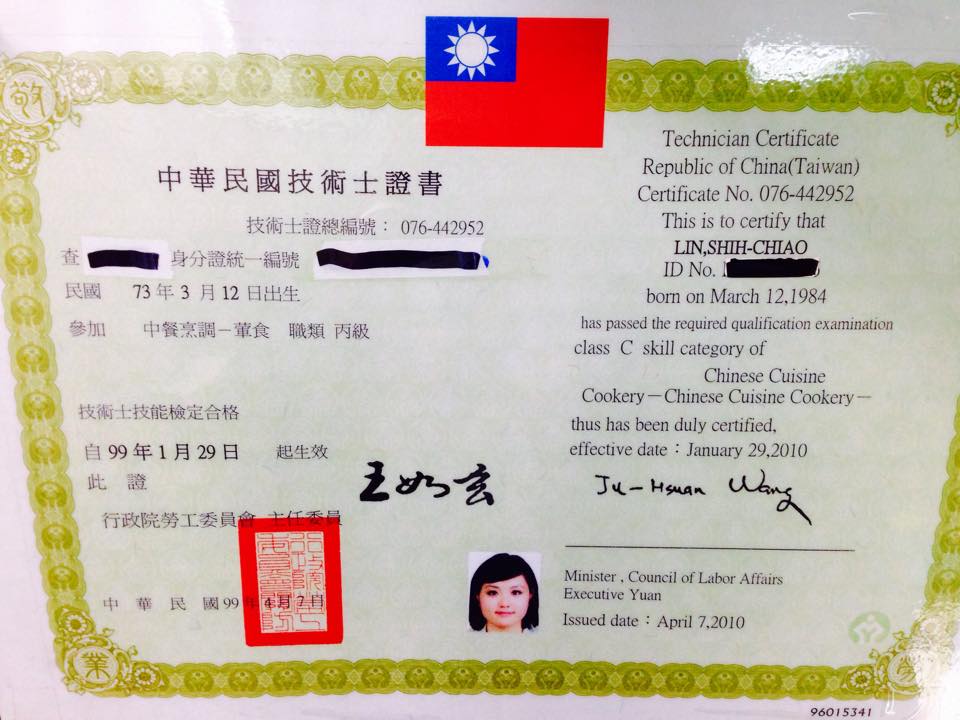 敬
中華民國技術士證書
技術士證總編號： 076-442952
查 身分證統一編號
民國 73 年 3 月 12 日出生
參加 中餐烹調－葷食 職類 丙級
技術士技能檢定合格
自 99 年 1 月 29 日 起生效
此 證
王如玄
行政院勞工委員會 主任委員
中 華 民 國 99 年 4 月 7 日
業
Technician Certificate
Republic of China(Taiwan)
Certificate No. 076-442952
This is to certify that
LIN,SHIH-CHIAO
ID No.
born on March 12,1984
has passed the required qualification examination
class C skill category of
Chinese Cuisine
Cookery－Chinese Cuisine Cookery－
thus has been duly certified,
effective date：January 29,2010
Ju-Hsuan Wang
Minister , Council of Labor Affairs
Executive Yuan
Issued date：April 7,2010
96015341